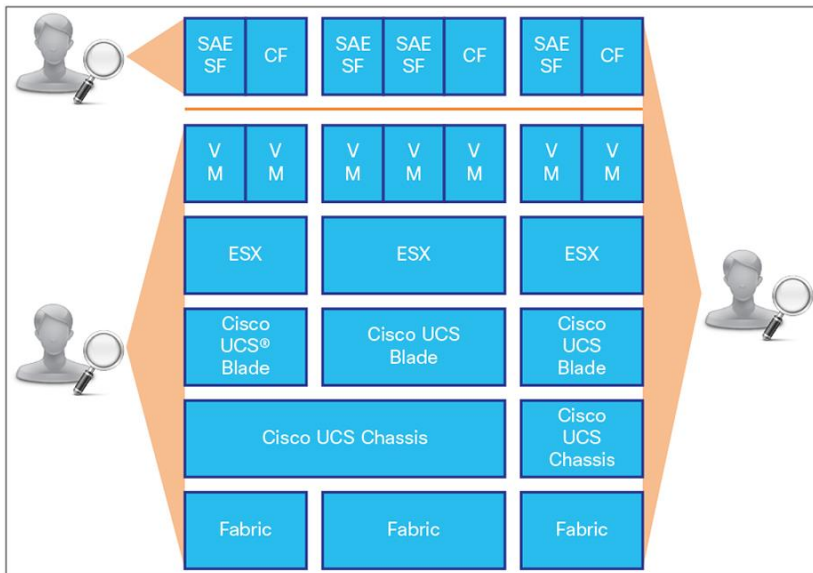 SAE
SF
CF
SAE
SF
SAE
SF
CF
SAE
SF
CF
V
M
V
M
V
M
V
M
V
M
V
M
V
M
ESX
ESX
ESX
Cisco
UCS®
Blade
Cisco UCS
Blade
Cisco
UCS
Blade
Cisco UCS Chassis
Cisco
UCS
Chassis
Fabric
Fabric
Fabric